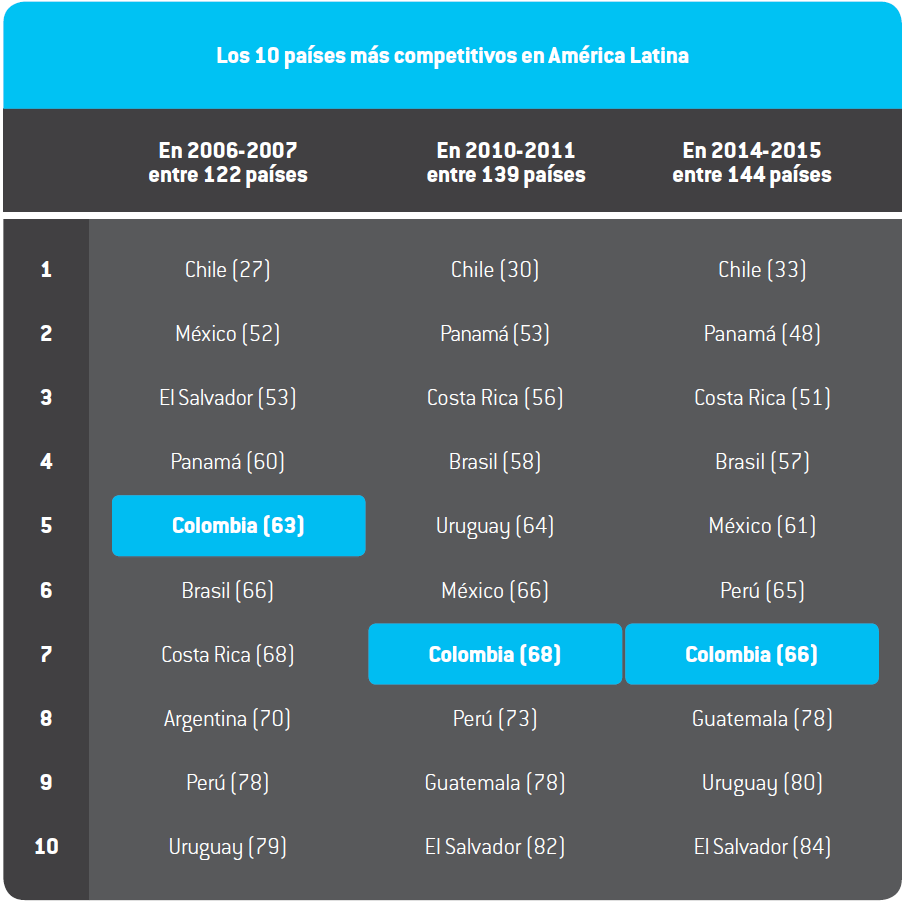 Los 10 países más competitivos en América Latina
En 2006-2007 En 2010-2011 En 2014-2015
entre 122 países entre 139 países entre 144 países
1 Chile (27) Chile (30) Chile (33)
2 México (52) Panamá (53) Panamá (48)
3 El Salvador (53) Costa Rica (56) Costa Rica (51)
4 Panamá (60) Brasil (58) Brasil (57)
5 Colombia (63) Uruguay (64) México (61)
6 Brasil (66) México (66) Perú (65)
7 Costa Rica (68) Colombia (68) Colombia (66)
8 Argentina (70) Perú (73) Guatemala (78)
9 Perú (78) Guatemala (78) Uruguay (80)
10 Uruguay (79) El Salvador (82) El Salvador (84)